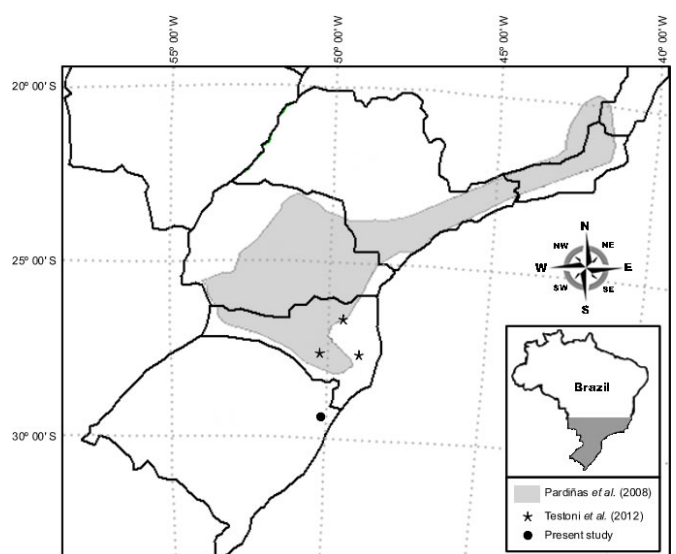 55° 00' W
50° 00' W
45° 00' W
40° 00' W
20° 00' S
25° 00' S
30° 00' S
N
NW
NE
W
E
SW
SE
S
Brazil
Pardiñas et al. (2008)
Testoni et al. (2012)
Present study